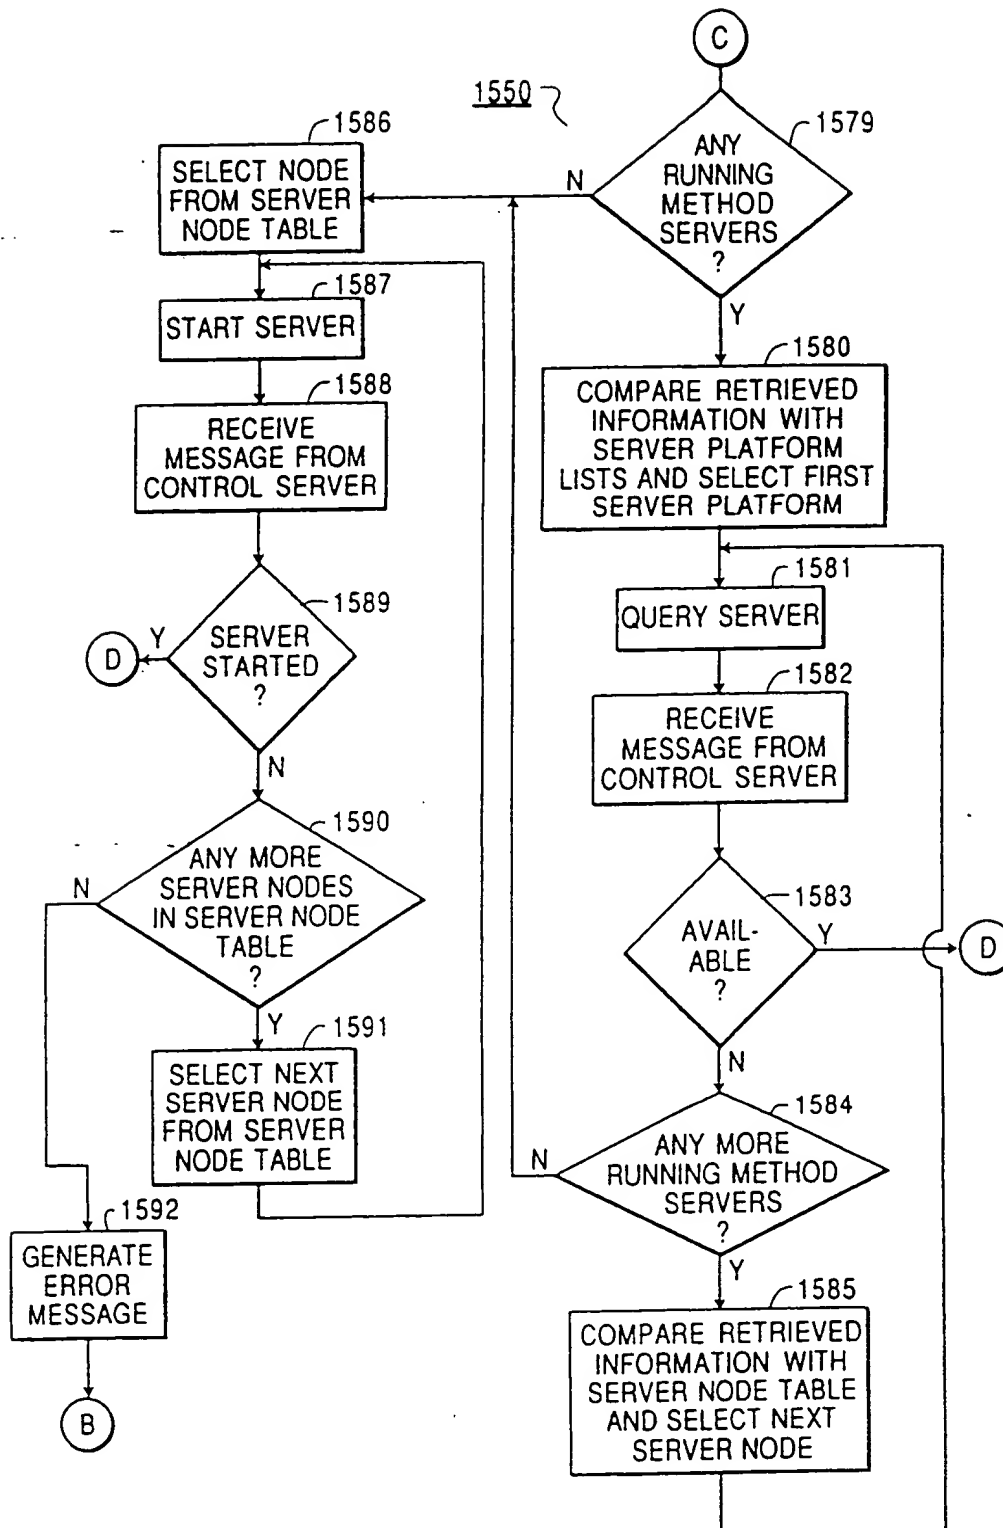 C
1550
1579
ANY
RUNNING
METHOD
SERVERS
?
N
Y
1586
SELECT NODE
FROM SERVER
NODE TABLE
1587
START SERVER
1588
RECEIVE
MESSAGE FROM
CONTROL SERVER
1589
SERVER
STARTED
?
Y
D
N
1590
ANY MORE
SERVER NODES
IN SERVER NODE
TABLE
?
N
Y
1591
SELECT NEXT
SERVER NODE
FROM SERVER
NODE TABLE
1592
GENERATE
ERROR
MESSAGE
B
1580
COMPARE RETRIEVED
INFORMATION WITH
SERVER PLATFORM
LISTS AND SELECT FIRST
SERVER PLATFORM
1581
QUERY SERVER
1582
RECEIVE
MESSAGE FROM
CONTROL SERVER
1583
AVAIL-
ABLE
?
Y
D
N
1584
ANY MORE
RUNNING METHOD
SERVERS
?
N
Y
1585
COMPARE RETRIEVED
INFORMATION WITH
SERVER NODE TABLE
AND SELECT NEXT
SERVER NODE